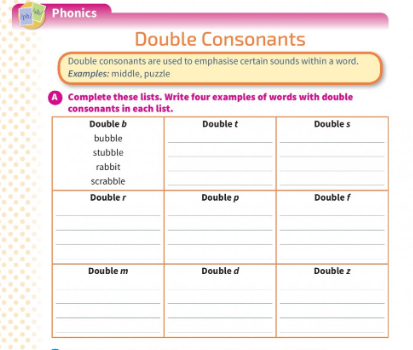 Phonics
Double Consonants
Double consonants are used to emphasise certain sounds within a word.
Examples: middle, puzzle
A Complete these lists. Write four examples of words with double
consonants in each list.
Double b Double t Double s
bubble
stubble
rabbit
scrabble
Double r Double p Double f
Double m Double d Double z